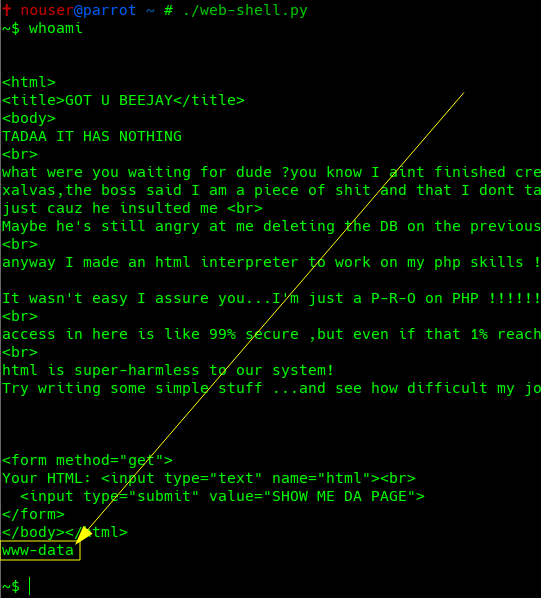 ✝ nouser@parrot ~ # ./web-shell.py
~$ whoami
<html>
<title>GOT U BEEJAY</title>
<body>
TADAA IT HAS NOTHING
<br>
what were you waiting for dude ?you know I aint finished cre
xalvas,the boss said I am a piece of shit and that I dont ta
just cauz he insulted me <br>
Maybe he's still angry at me deleting the DB on the previous
<br>
anyway I made an html interpreter to work on my php skills !
It wasn't easy I assure you...I'm just a P-R-O on PHP !!!!!!
<br>
access in here is like 99% secure ,but even if that 1% reach
<br>
html is super-harmless to our system!
Try writing some simple stuff ...and see how difficult my jo
<form method="get">
Your HTML: <input type="text" name="html"><br>
  <input type="submit" value="SHOW ME DA PAGE">
</form>
</body></html>
www-data
~$